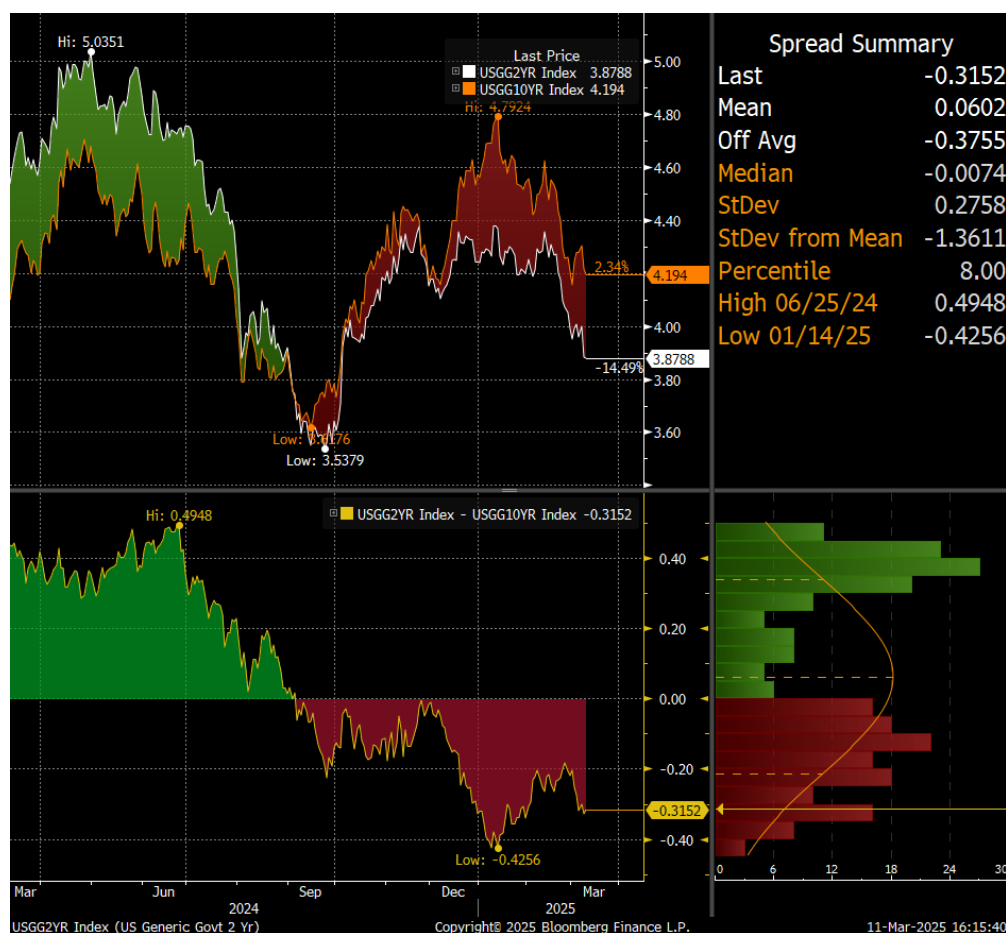 Hi: 5.0351
Last Price
USGG2YR Index 3.8788
USGG10YR Index 4.194
Hi: 4.7924
5.00
4.80
4.60
4.40
4.194
4.00
3.8788
3.80
3.60
2.34%
-14.49%
Low: 3.6176
Low: 3.5379
Spread Summary
Last -0.3152
Mean 0.0602
Off Avg -0.3755
Median -0.0074
StDev 0.2758
StDev from Mean -1.3611
Percentile 8.00
High 06/25/24 0.4948
Low 01/14/25 -0.4256
Hi: 0.4948
USGG2YR Index - USGG10YR Index -0.3152
0.40
0.20
0.00
-0.20
-0.3152
-0.40
Low: -0.4256
0 6 12 18 24 30
Mar Jun Sep Dec Mar
2024 2025
USGG2YR Index (US Generic Govt 2 Yr) Copyright© 2025 Bloomberg Finance L.P. 11-Mar-2025 16:15:40